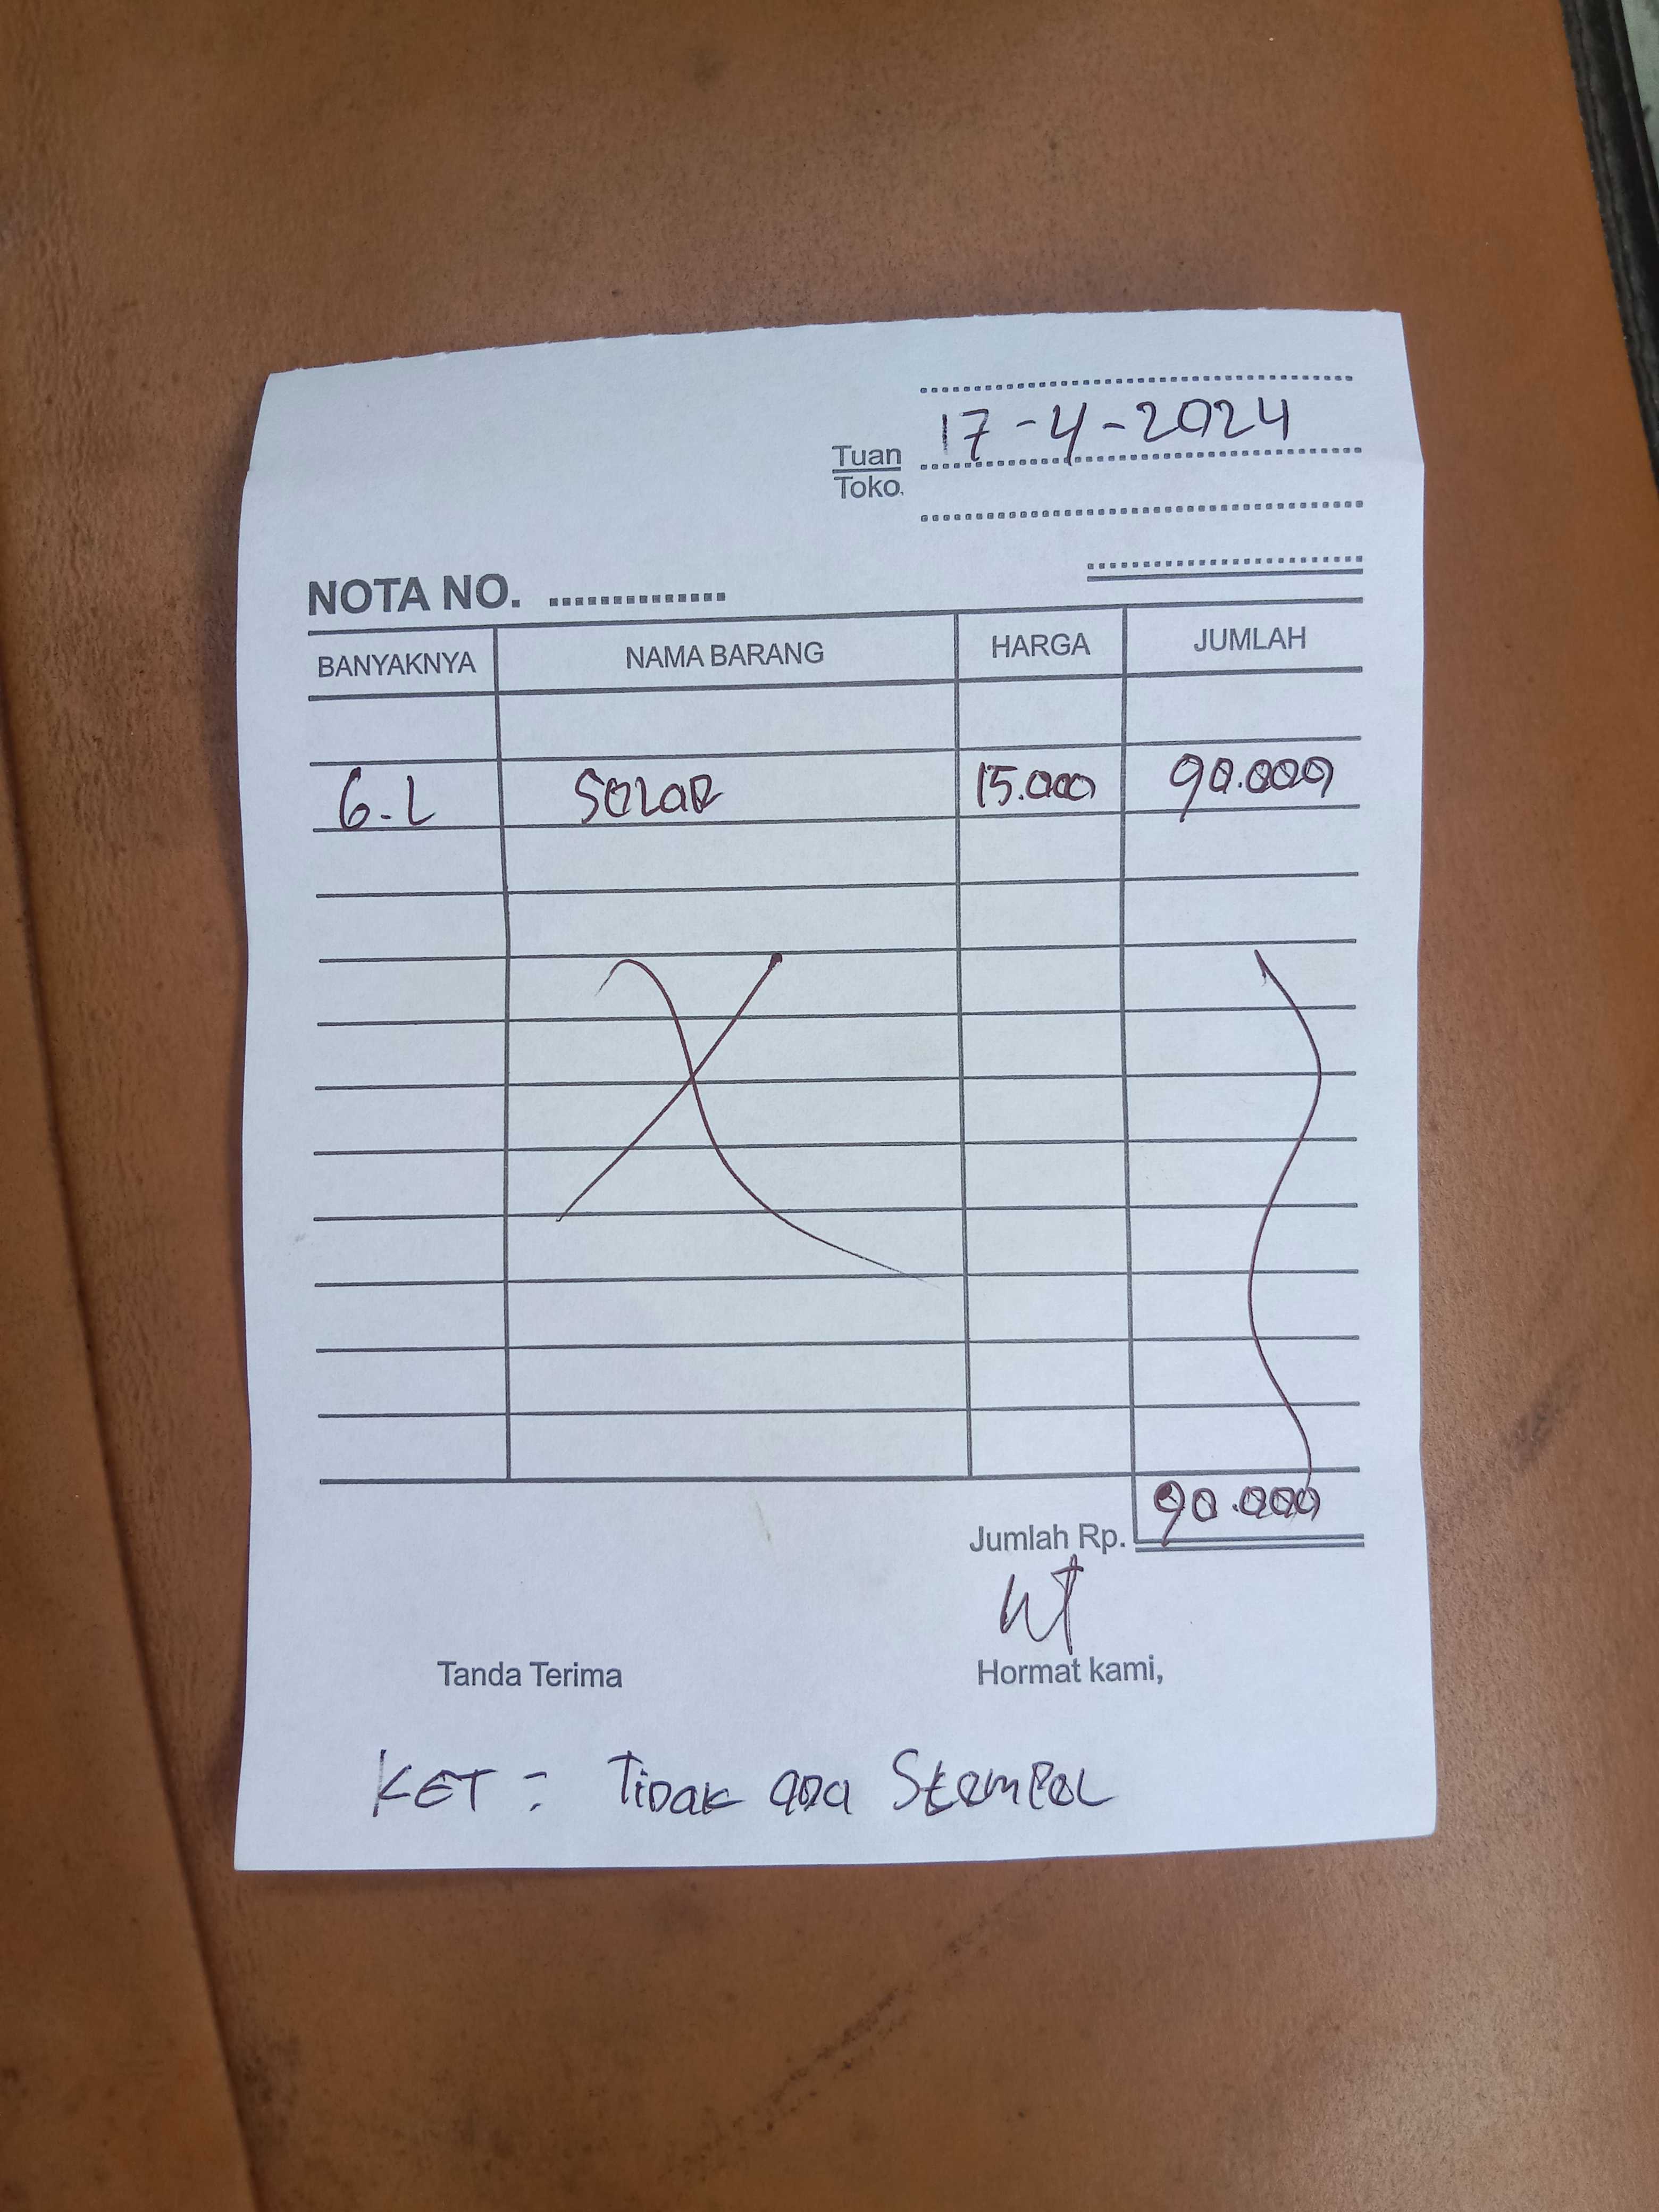 17-4-2024
Tuan
Toko.
NOTA NO. ..............
BANYAKNYA NAMA BARANG HARGA JUMLAH
6.L SOLAR 15.000 90.000
Jumlah Rp. 90.000
Tanda Terima Hormat kami,
KET : Tidak ada Stempel